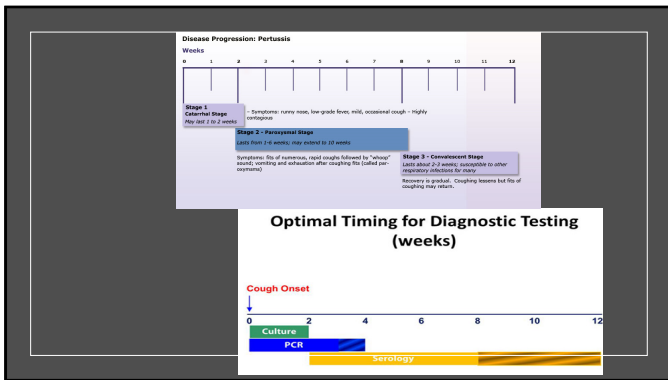 Disease Progression: Pertussis
Weeks
0 1 2 3 4 5 6 7 8 9 10 11 12
Stage 1
Catarrhal Stage
May last 1 to 2 weeks
– Symptoms: runny nose, low-grade fever, mild, occasional cough – Highly
contagious
Stage 2 - Paroxysmal Stage
Lasts from 1-6 weeks; may extend to 10 weeks
Symptoms: fits of numerous, rapid coughs followed by "whoop"
sound; vomiting and exhaustion after coughing fits (called par-
oxysmsms)
Stage 3 - Convalescent Stage
Lasts about 2-3 weeks; susceptible to other
respiratory infections for many
Recovery is gradual. Coughing lessens but fits of
coughing may return.
Optimal Timing for Diagnostic Testing
(weeks)
Cough Onset
0 2 4 6 8 10 12
Culture
PCR
Serology